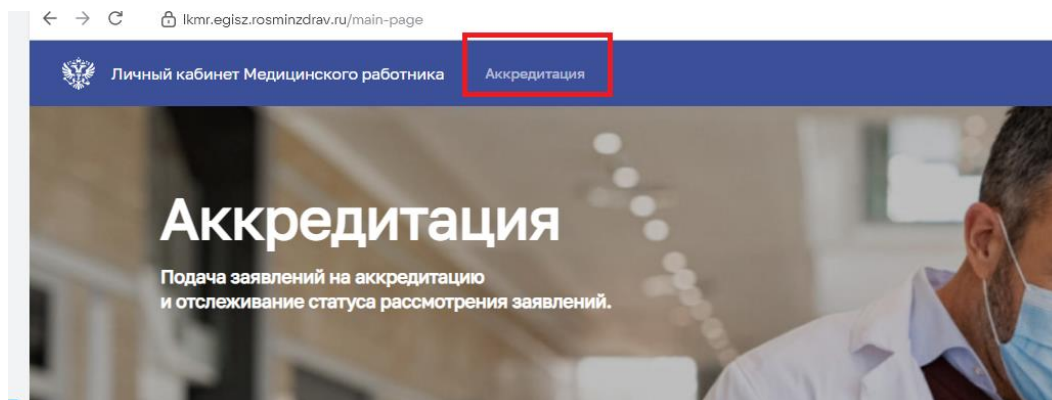 lkmr.egisz.rosminzdrav.ru/main-page
Личный кабинет Медицинского работника Аккредитация
Аккредитация
Подача заявлений на аккредитацию
и отслеживание статуса рассмотрения заявлений.